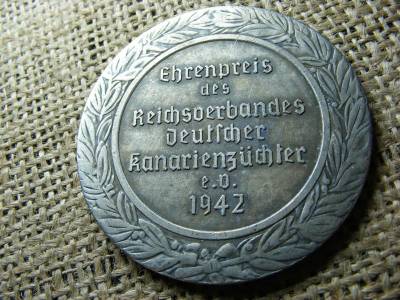 Ehrenpreis
des
Reichsverbandes
deutscher
Kanarienzüchter
e.V.
1942